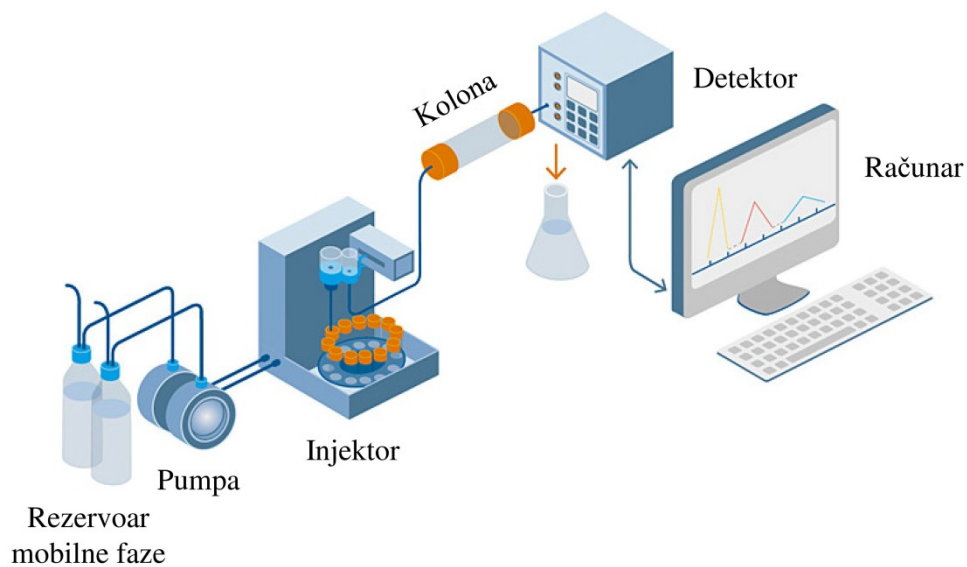 Rezervoar
mobilne faze
Pumpa
Injektor
Kolona
Detektor
Računar